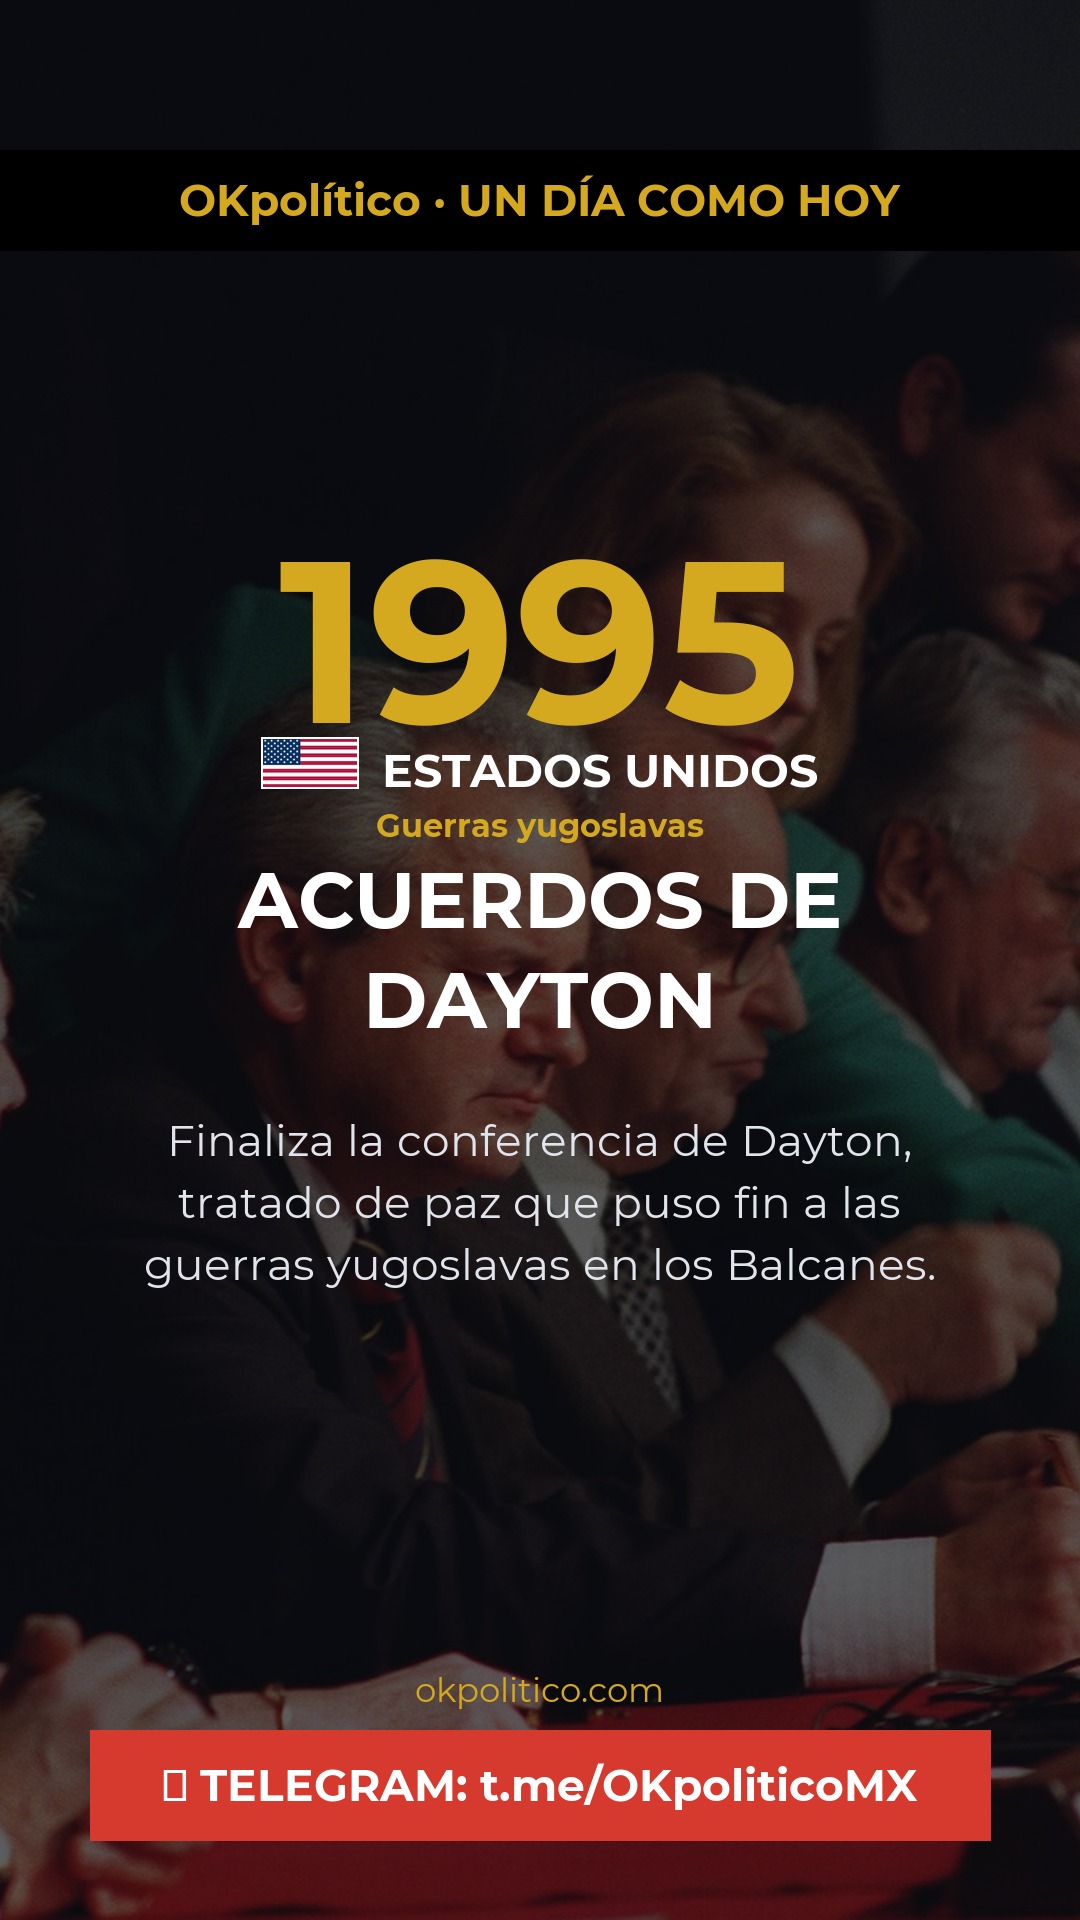 OKpolítico · UN DÍA COMO HOY
1995
ESTADOS UNIDOS
Guerras yugoslavas
ACUERDOS DE
DAYTON
Finaliza la conferencia de Dayton,
tratado de paz que puso fin a las
guerras yugoslavas en los Balcanes.
okpolitico.com
TELEGRAM: t.me/OKpoliticoMX